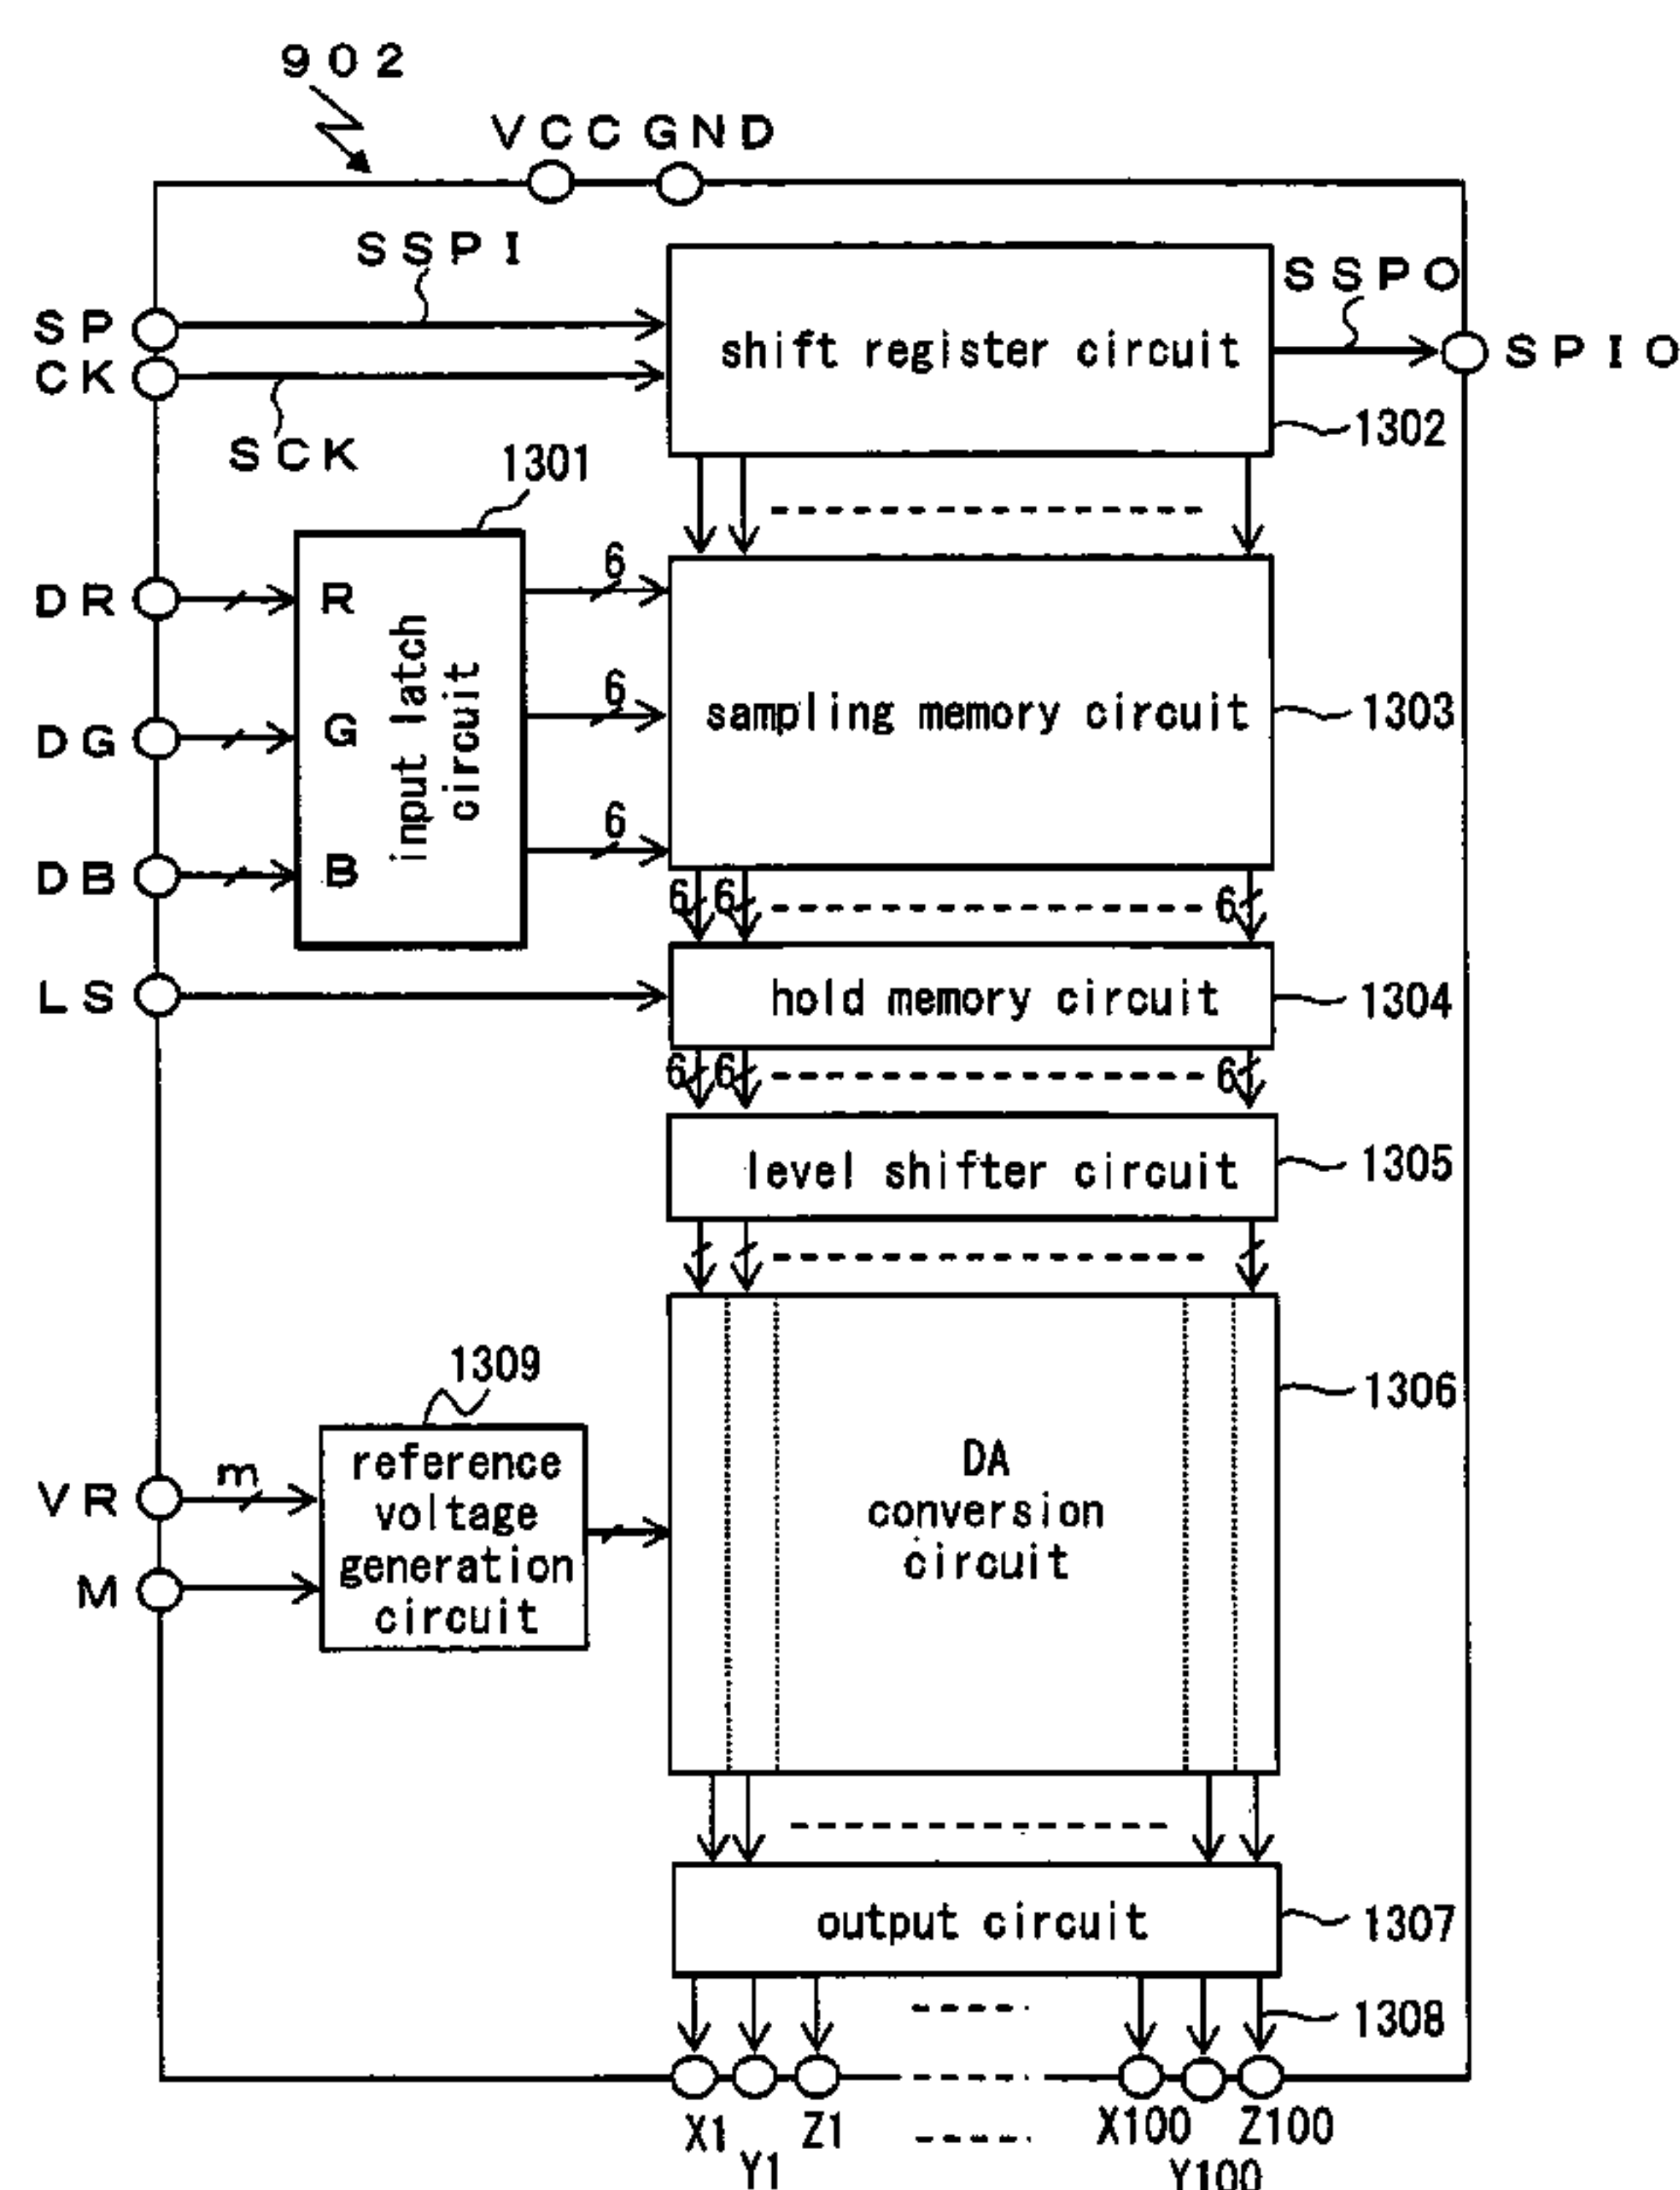 902
VCC GND
SSPI
SSPO
SP
CK
SCK
shift register circuit
SPIO
1302
1301
DR
DG
DB
R
G
B
input latch
circuit
6
6
6
sampling memory circuit
1303
6 6 6
LS
hold memory circuit
1304
6 6 6
level shifter circuit
1305
1309
VR
m
M
reference
voltage
generation
circuit
DA
conversion
circuit
1306
output circuit
1307
1308
X1 Y1 Z1 X100 Y100 Z100